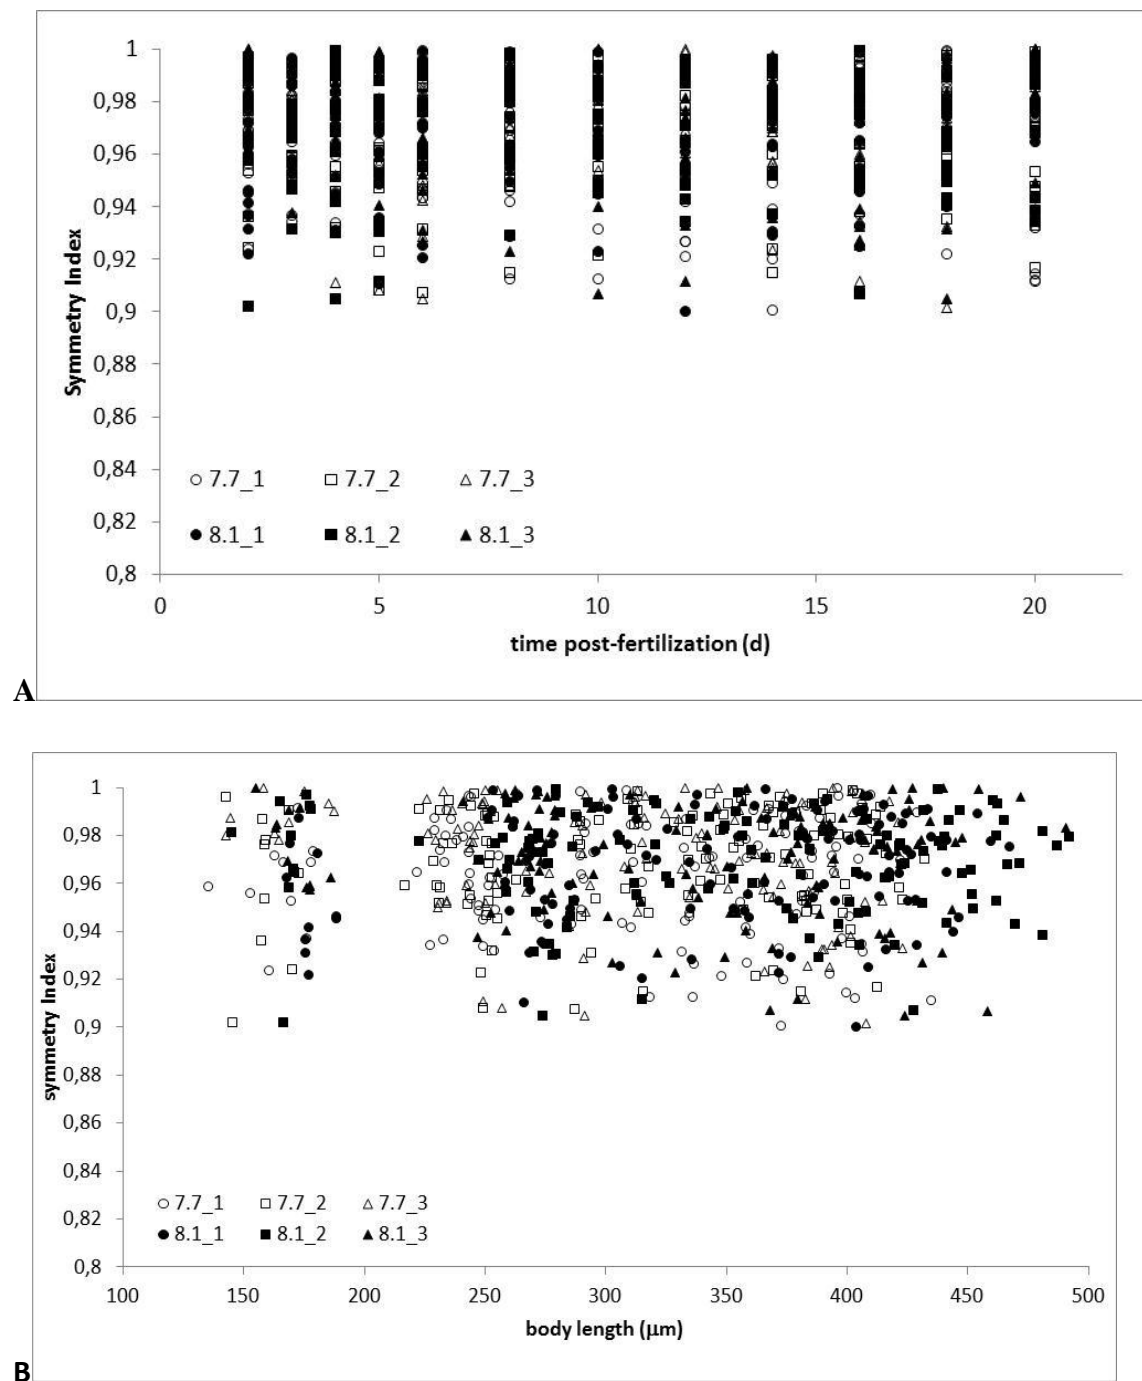 1
0,98
0,96
0,94
0,92
0,9
0,88
0,86
0,84
0,82
0,8
Symmetry Index
7.7_1 7.7_2 7.7_3
8.1_1 8.1_2 8.1_3
0 5 10 15 20
time post-fertilization (d)
A
1
0,98
0,96
0,94
0,92
0,9
0,88
0,86
0,84
0,82
0,8
symmetry Index
7.7_1 7.7_2 7.7_3
8.1_1 8.1_2 8.1_3
100 150 200 250 300 350 400 450 500
body length (μm)
B